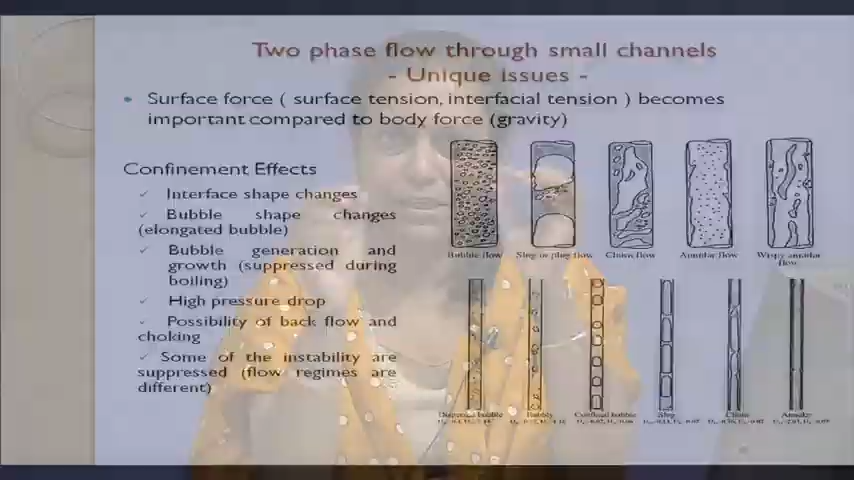 Two phase flow through small channels
- Unique issues -
• Surface force ( surface tension, interfacial tension ) becomes
important compared to body force (gravity)
Confinement Effects
✓ Interface shape changes
✓ Bubble shape changes
(elongated bubble)
✓ Bubble generation and
growth (suppressed during
boiling)
✓ High pressure drop
✓ Possibility of back flow and
choking
✓ Some of the instability are
suppressed (flow regimes are
different)
Bubble flow
Slug or plug flow
Churn flow
Annular flow
Wispy annular
flow
Dispersed bubble
Bubbly
Confined bubble
Slug
Churn
Annular